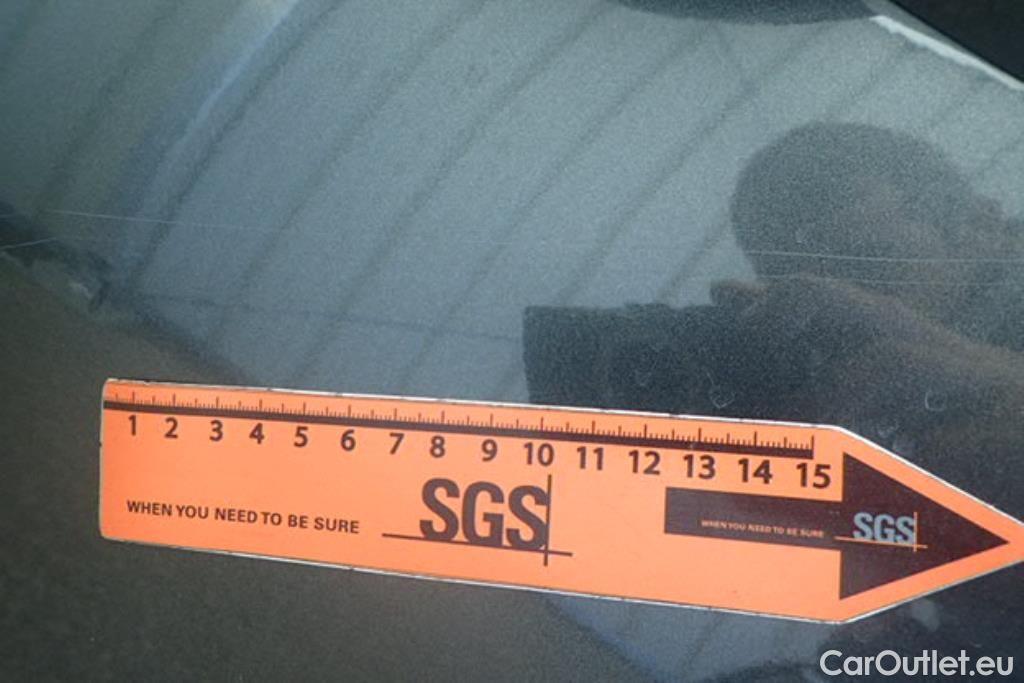 1 2 3 4 5 6 7 8 9 10 11 12 13 14 15
WHEN YOU NEED TO BE SURE
SGS
WHEN YOU NEED TO BE SURE
SGS
CarOutlet.eu